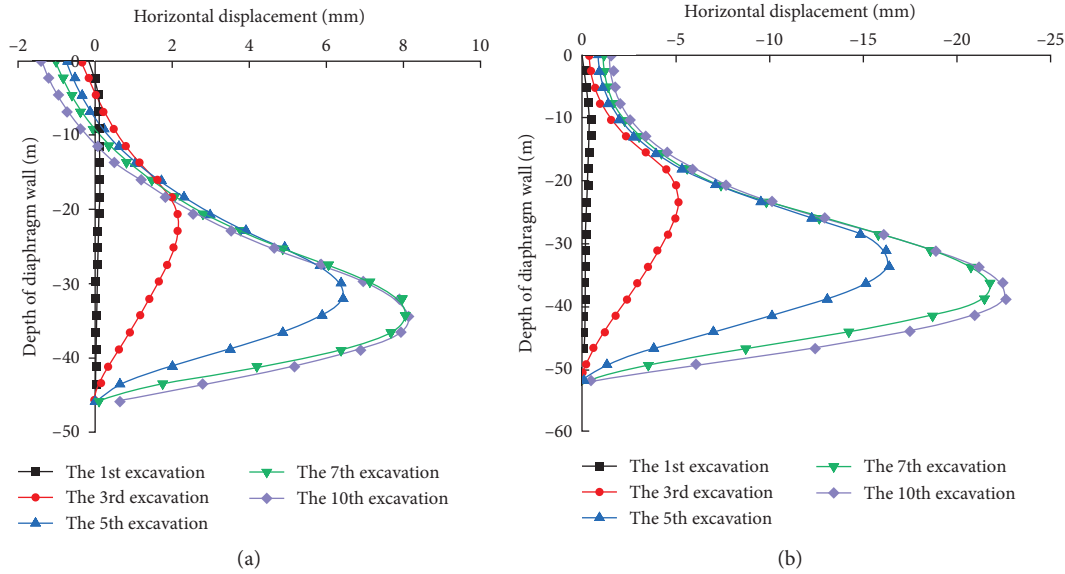 Horizontal displacement (mm)
–2 0 2 4 6 8 10
0
–10
–20
–30
–40
–50
Depth of diaphragm wall (m)
The 1st excavation
The 3rd excavation
The 5th excavation
The 7th excavation
The 10th excavation
(a)
Horizontal displacement (mm)
0 –5 –10 –15 –20 –25
0
–10
–20
–30
–40
–50
–60
Depth of diaphragm wall (m)
The 1st excavation
The 3rd excavation
The 5th excavation
The 7th excavation
The 10th excavation
(b)